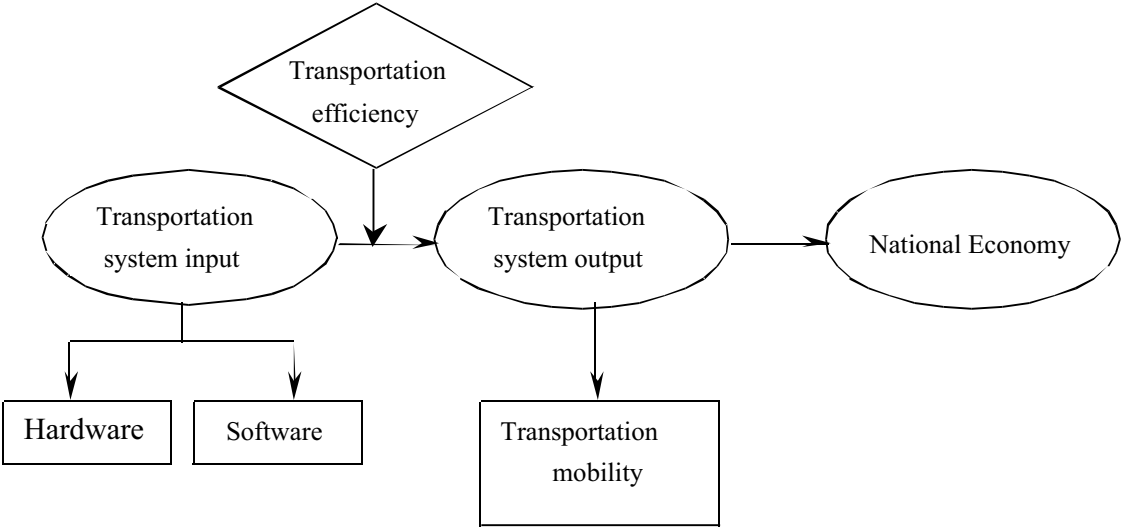 Transportation
efficiency
Transportation
system input
Transportation
system output
National Economy
Hardware
Software
Transportation
mobility